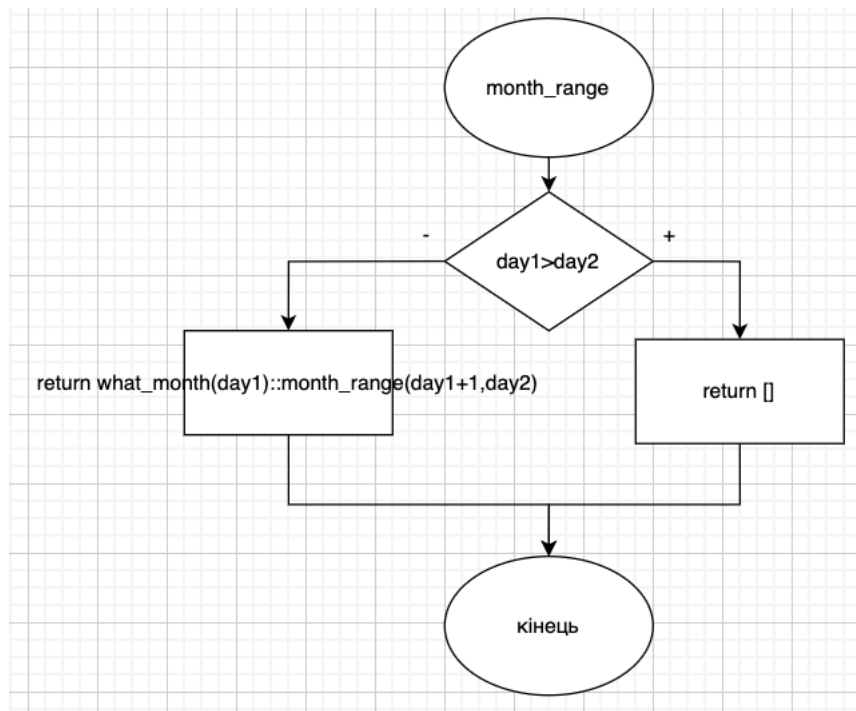 month_range
-
+
day1>day2
return what_month(day1)::month_range(day1+1,day2)
return []
кінець